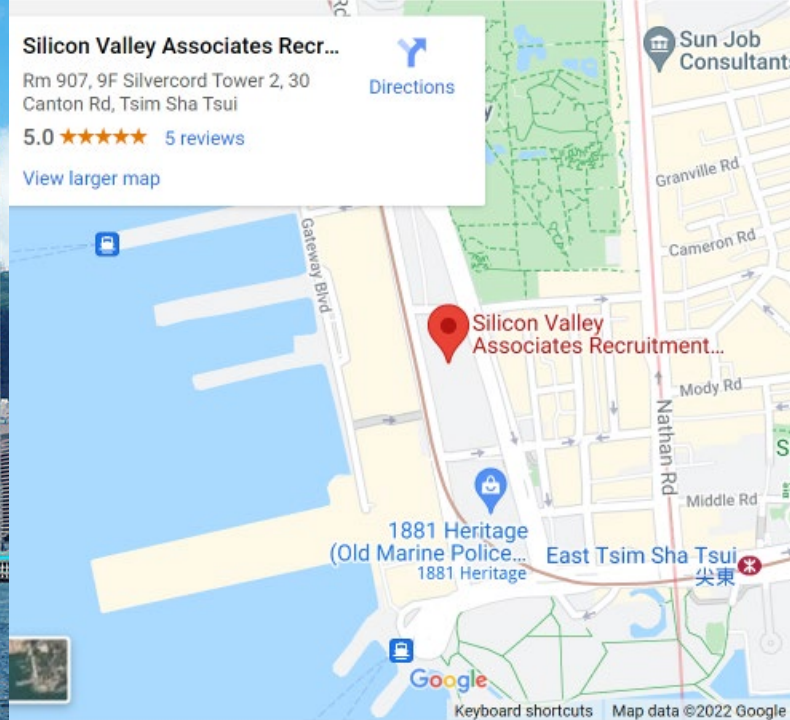 Silicon Valley Associates Recr...
Rm 907, 9F Silvercord Tower 2, 30
Canton Rd, Tsim Sha Tsui
Directions
5.0
5 reviews
View larger map
Sun Job
Consultants
Granville Rd
Cameron Rd
Gateway Blvd
Silicon Valley
Associates Recruitment...
Mody Rd
Nathan Rd
Middle Rd
1881 Heritage
(Old Marine Police...
1881 Heritage
East Tsim Sha Tsui
尖東
Google
Keyboard shortcuts
Map data ©2022 Google